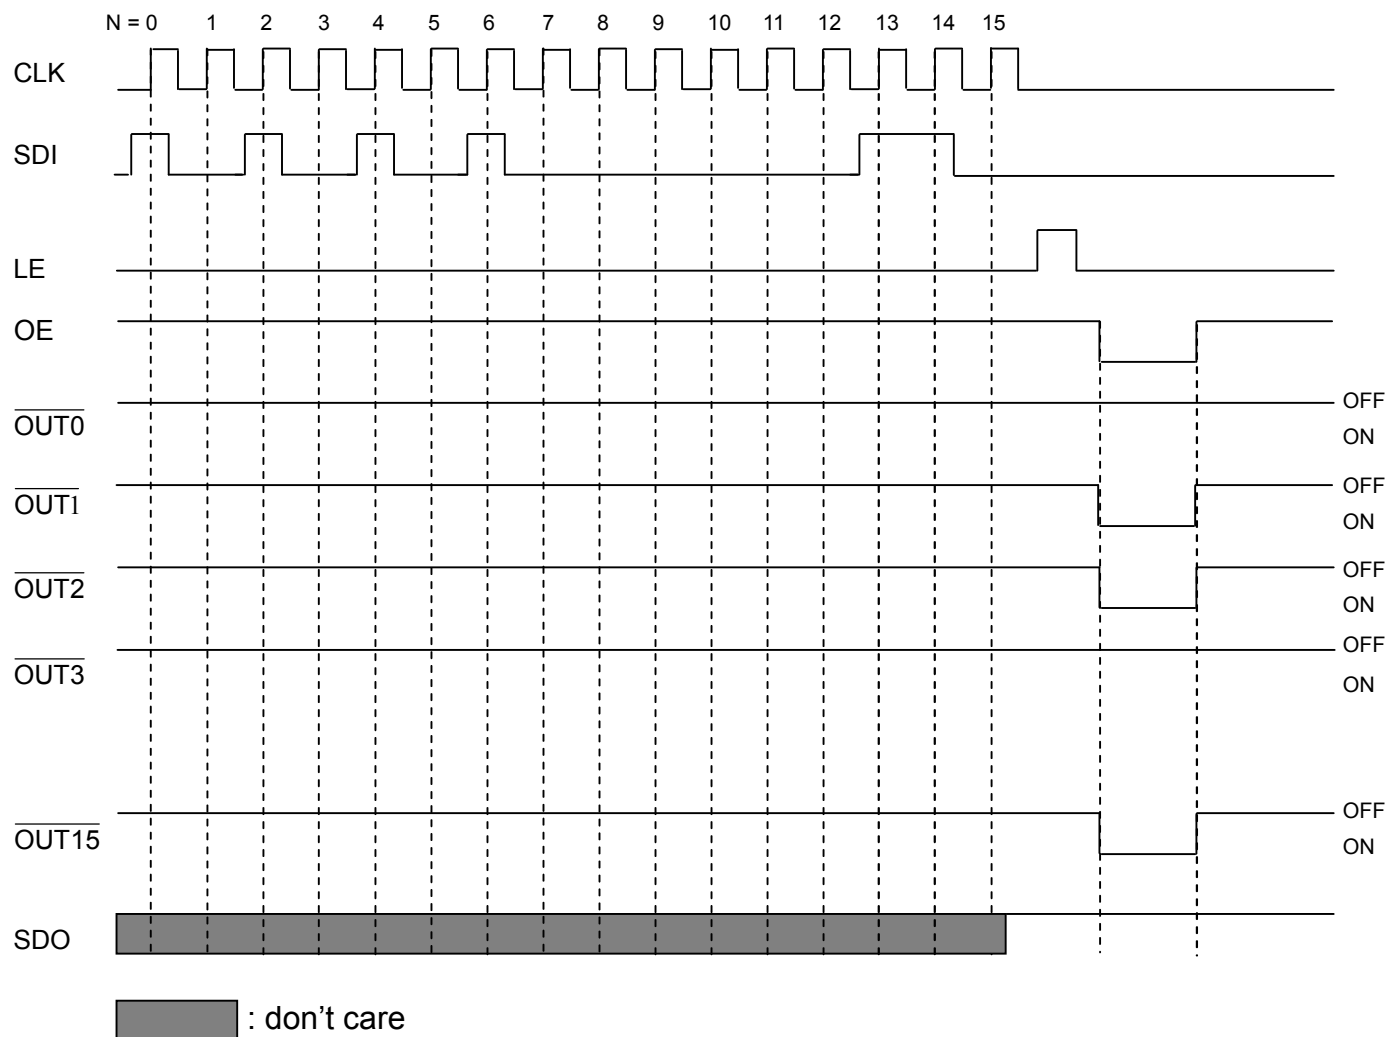 N = 0 1 2 3 4 5 6 7 8 9 10 11 12 13 14 15
CLK
SDI
LE
OE
OUT0
OFF
ON
OUT1
OFF
ON
OUT2
OFF
ON
OUT3
OFF
ON
OUT15
OFF
ON
SDO
: don't care